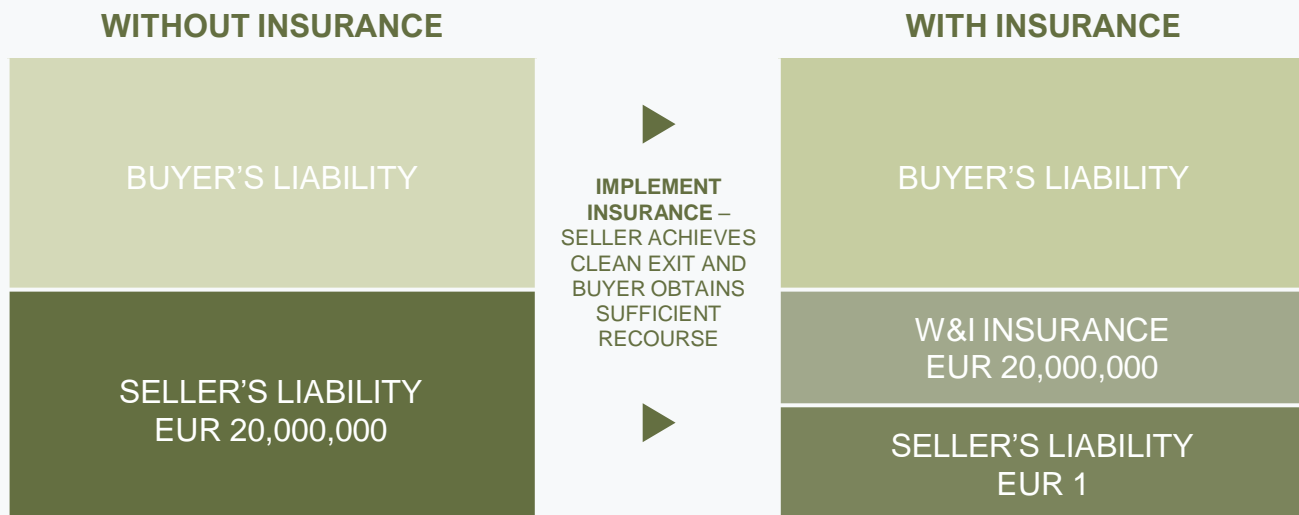 WITHOUT INSURANCE
BUYER’S LIABILITY
SELLER’S LIABILITY
EUR 20,000,000
IMPLEMENT
INSURANCE –
SELLER ACHIEVES
CLEAN EXIT AND
BUYER OBTAINS
SUFFICIENT
RECOURSE
WITH INSURANCE
BUYER’S LIABILITY
W&I INSURANCE
EUR 20,000,000
SELLER’S LIABILITY
EUR 1